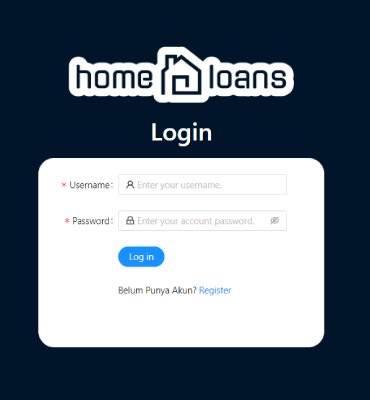 home loans
Login
* Username: Enter your username.
* Password: Enter your account password.
Log in
Belum Punya Akun? Register